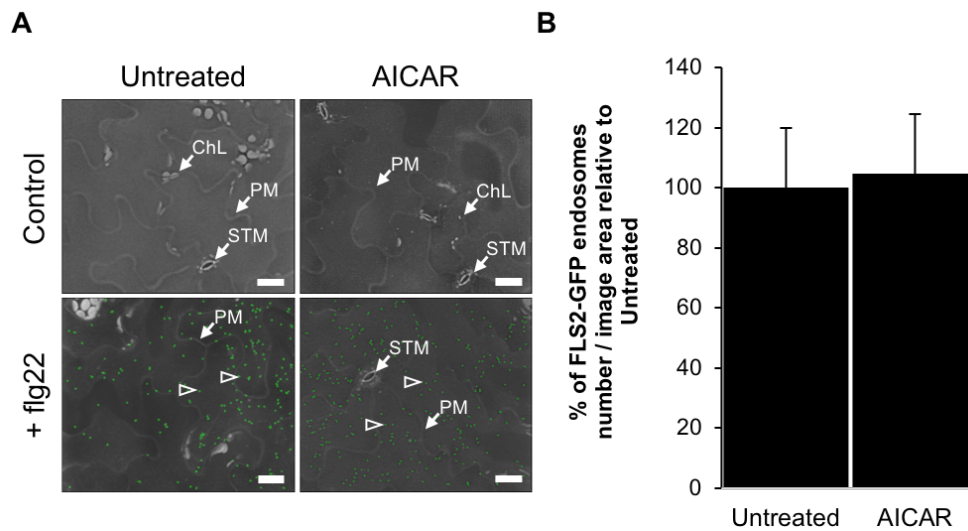 A
Untreated
AICAR
Control
ChL
PM
STM
PM
ChL
STM
+ flg22
PM
STM
PM
B
% of FLS2-GFP endosomes
number / image area relative to
Untreated
140
120
100
80
60
40
20
0
Untreated
AICAR